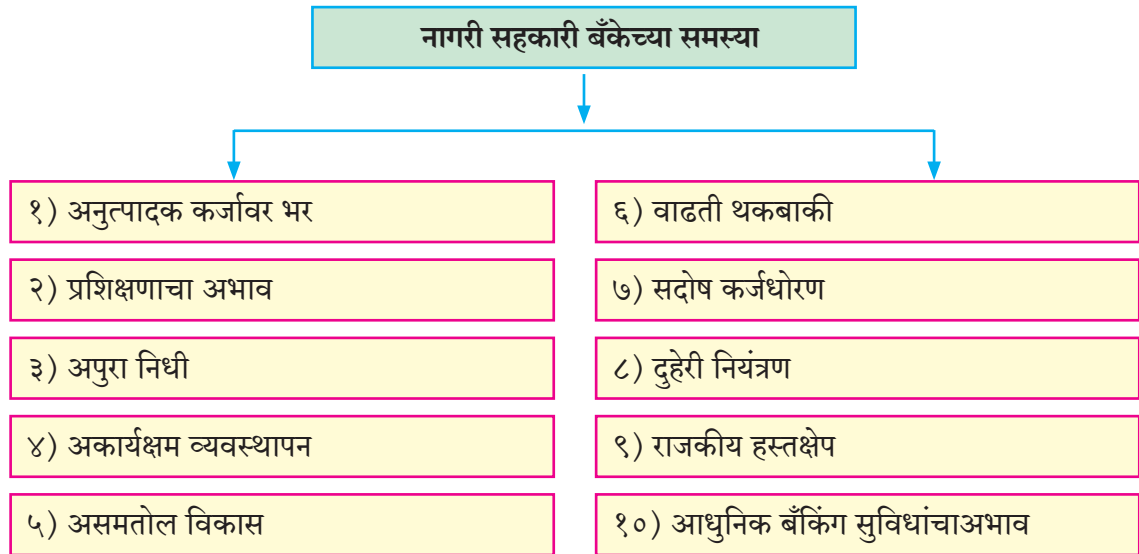 नागरी सहकारी बँकेच्या समस्या
१) अनुत्पादक कर्जावर भर
२) प्रशिक्षणाचा अभाव
३) अपुरा निधी
४) अकार्यक्षम व्यवस्थापन
५) असमतोल विकास
६) वाढती थकबाकी
७) सदोष कर्जधोरण
८) दुहेरी नियंत्रण
९) राजकीय हस्तक्षेप
१०) आधुनिक बँकिंग सुविधांचाअभाव